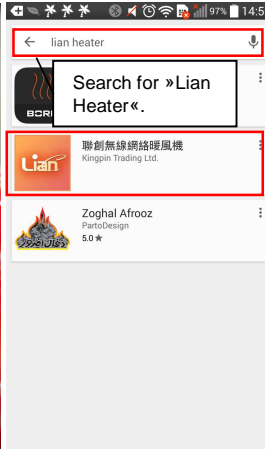 97% 14:5
lian heater
Search for »Lian
Heater«.
BOR
聯創無線網絡暖風機
Kingpin Trading Ltd.
Lian
Zoghal Afrooz
PartoDesign
5.0★